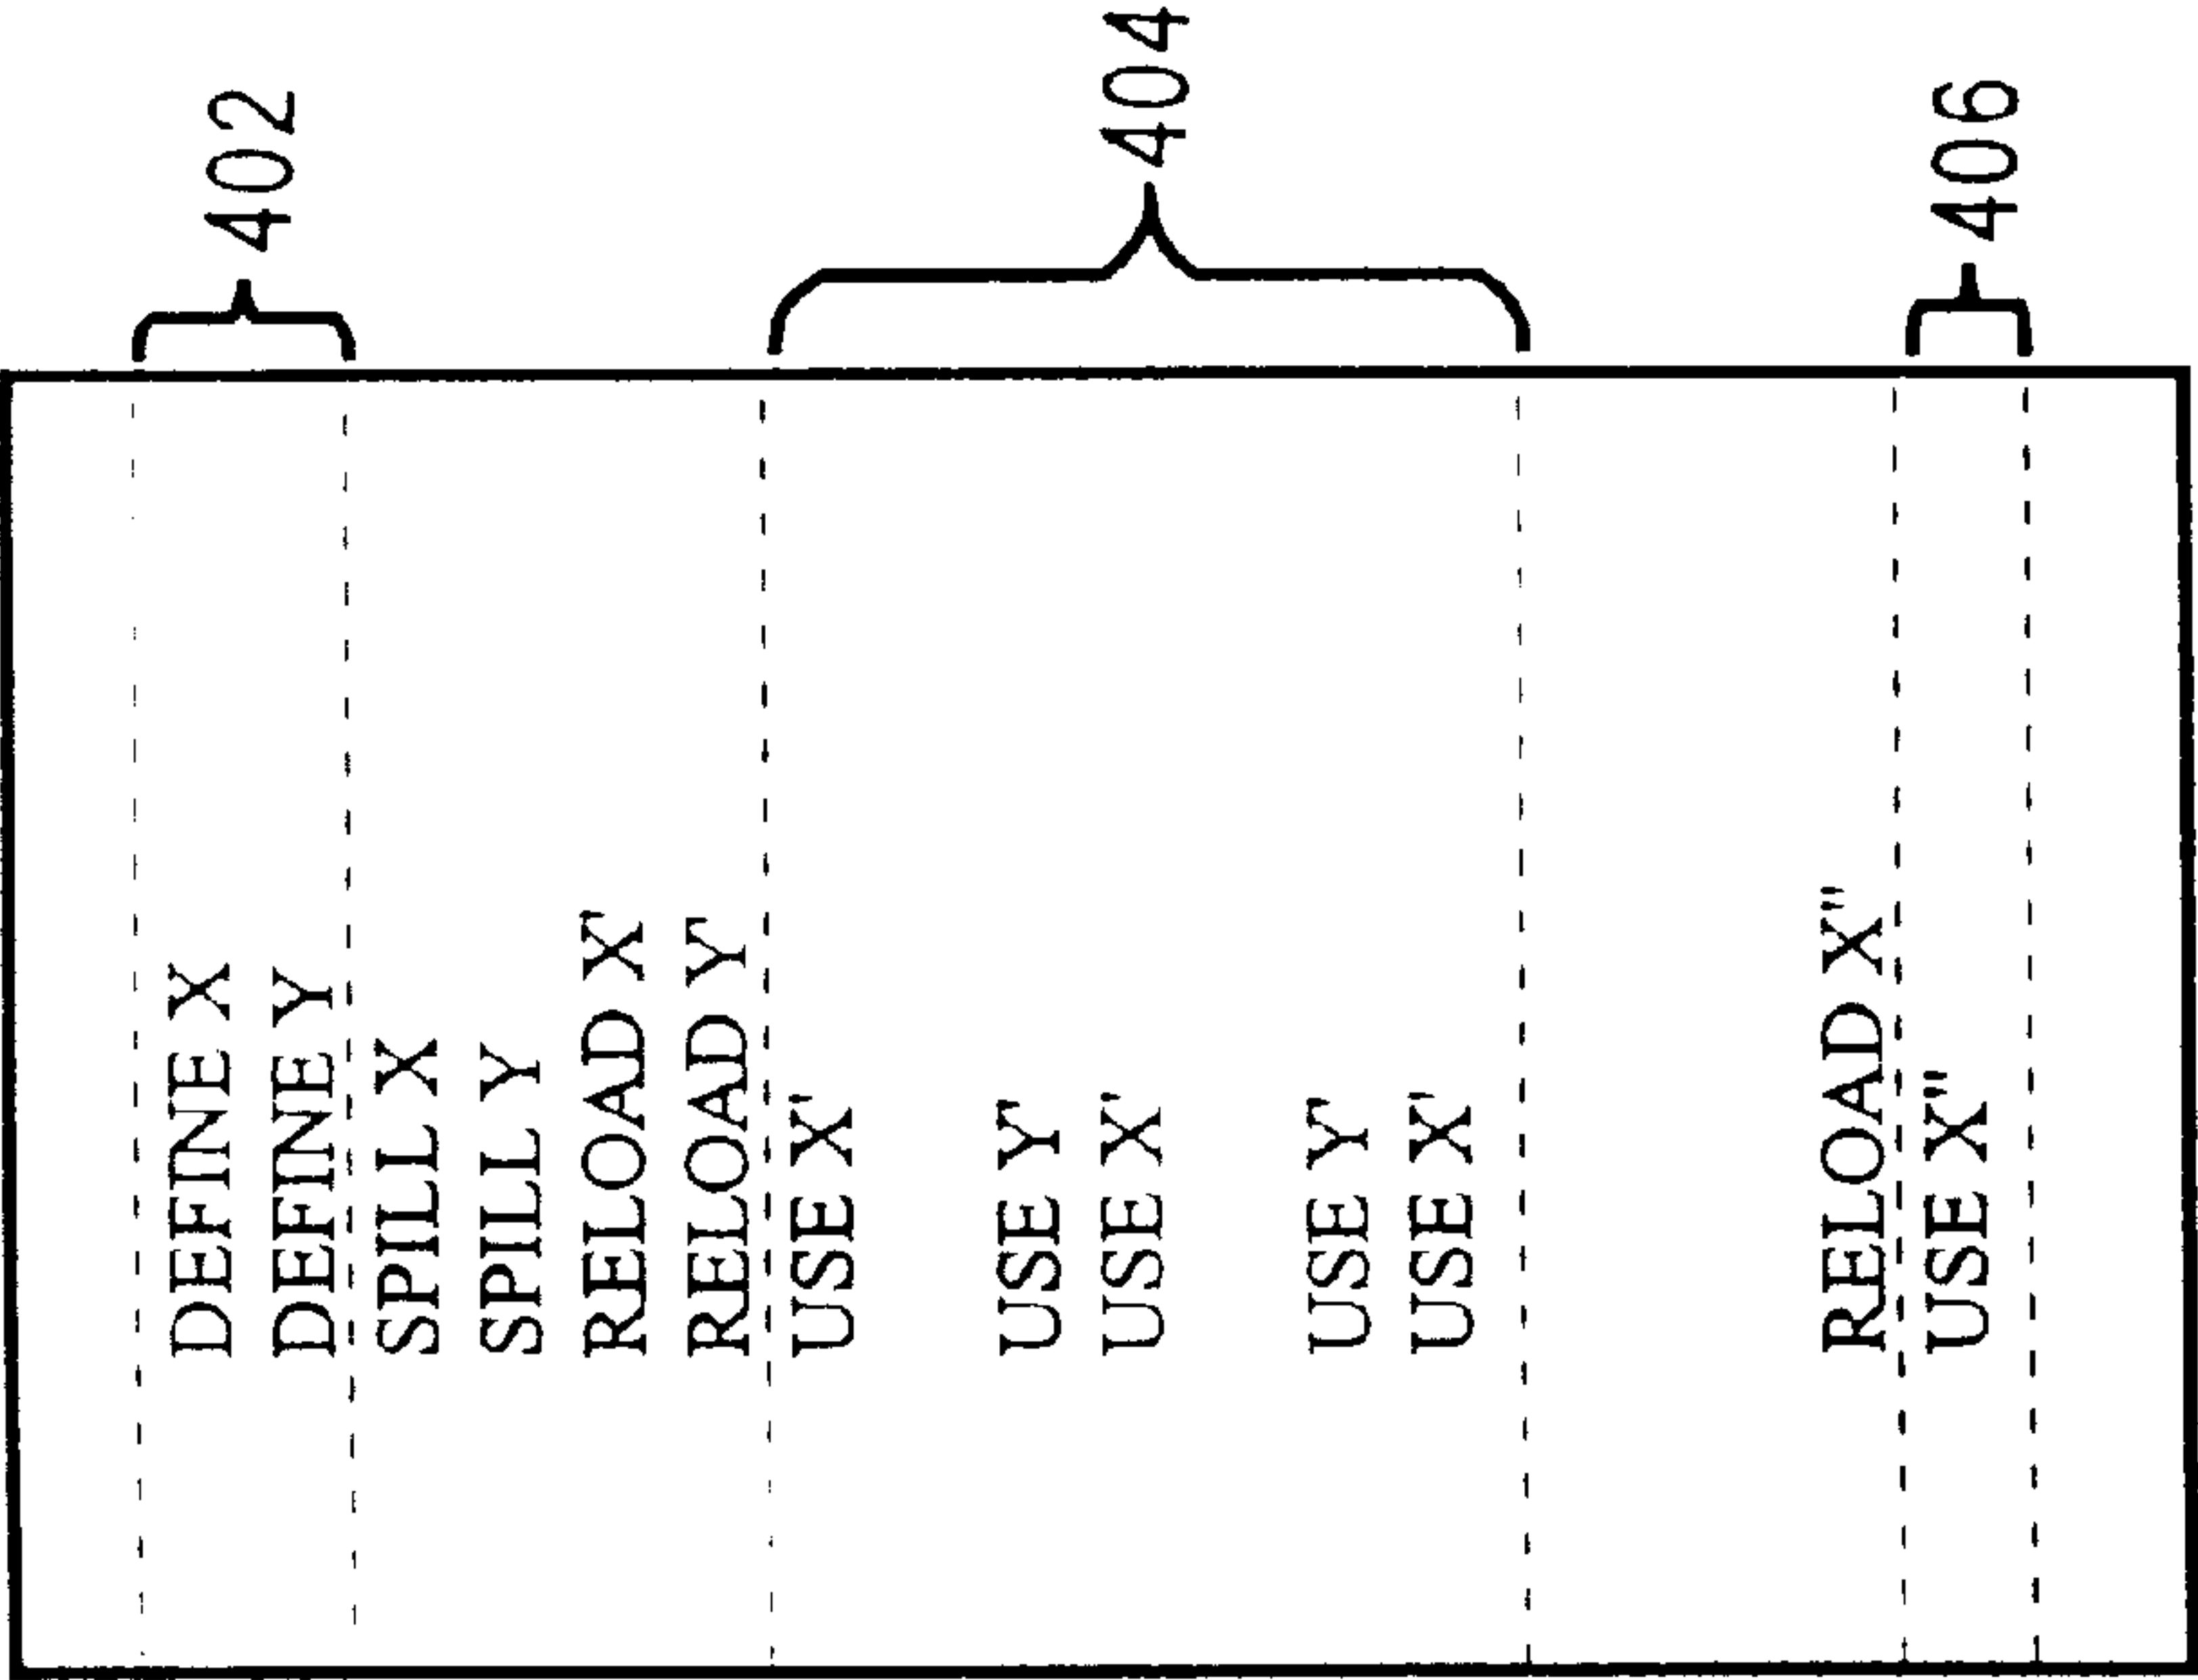 DEFINE X
DEFINE Y
402
SPILL X
SPILL Y
RELOAD X'
RELOAD Y'
USE X'
USE Y'
USE X'
404
USE Y'
USE X'
RELOAD X"
USE X"
406